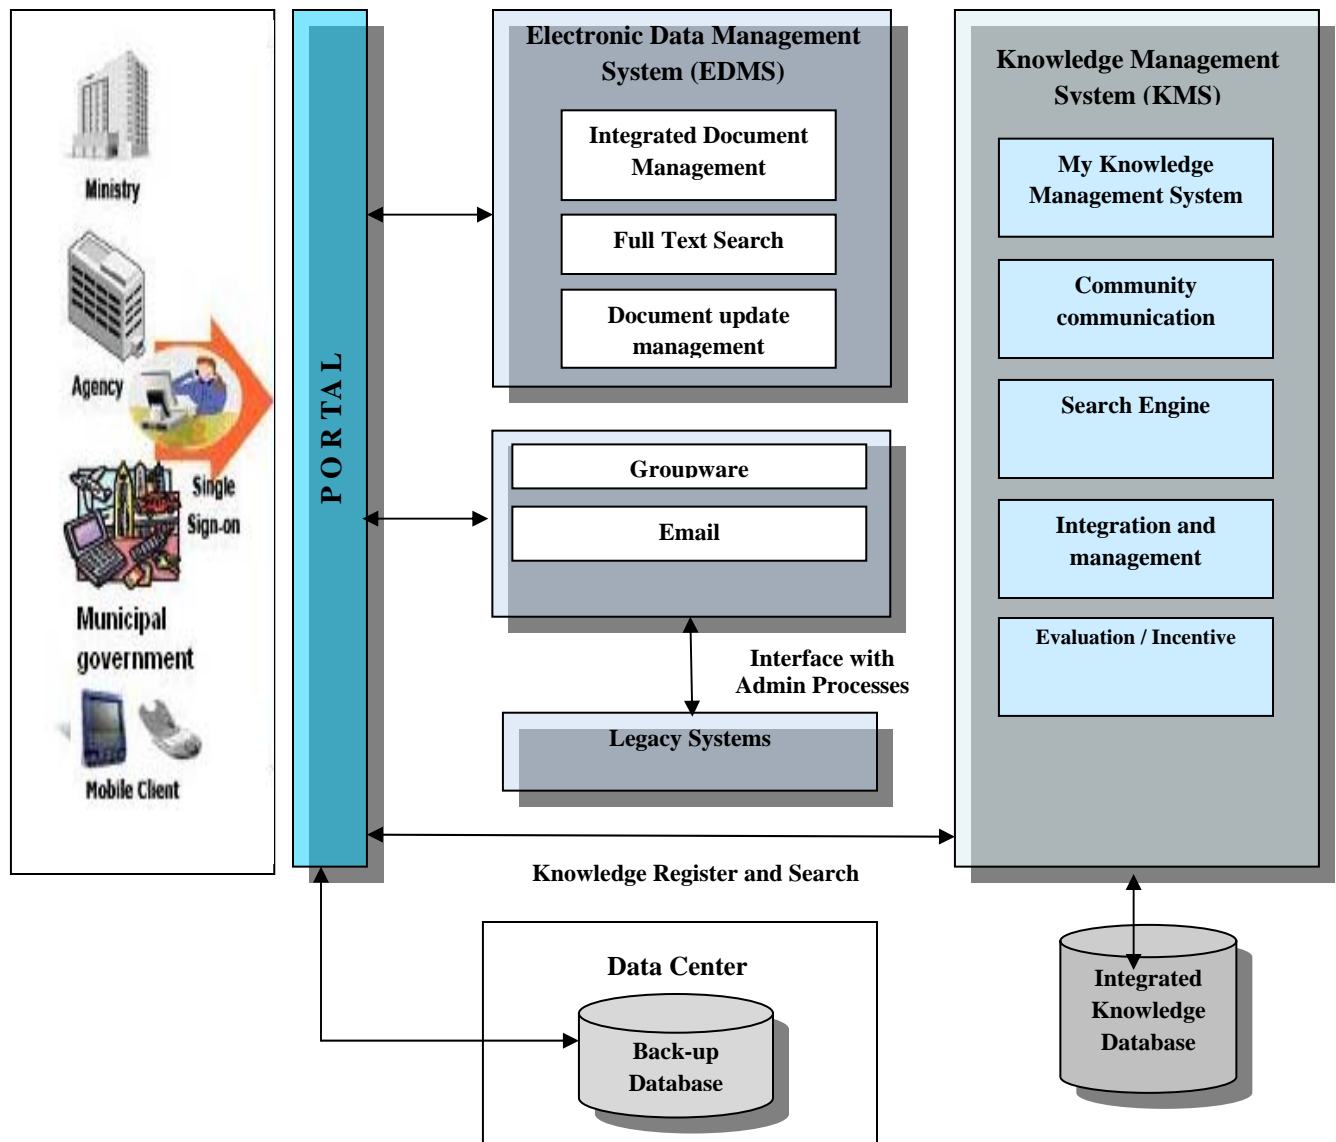 Ministry
Agency
Single
Sign-on
Municipal
government
Mobile Client
PORTAL
Electronic Data Management
System (EDMS)
Integrated Document
Management
Full Text Search
Document update
management
Groupware
Email
Interface with
Admin Processes
Legacy Systems
Knowledge Register and Search
Data Center
Back-up
Database
Knowledge Management
System (KMS)
My Knowledge
Management System
Community
communication
Search Engine
Integration and
management
Evaluation / Incentive
Integrated
Knowledge
Database